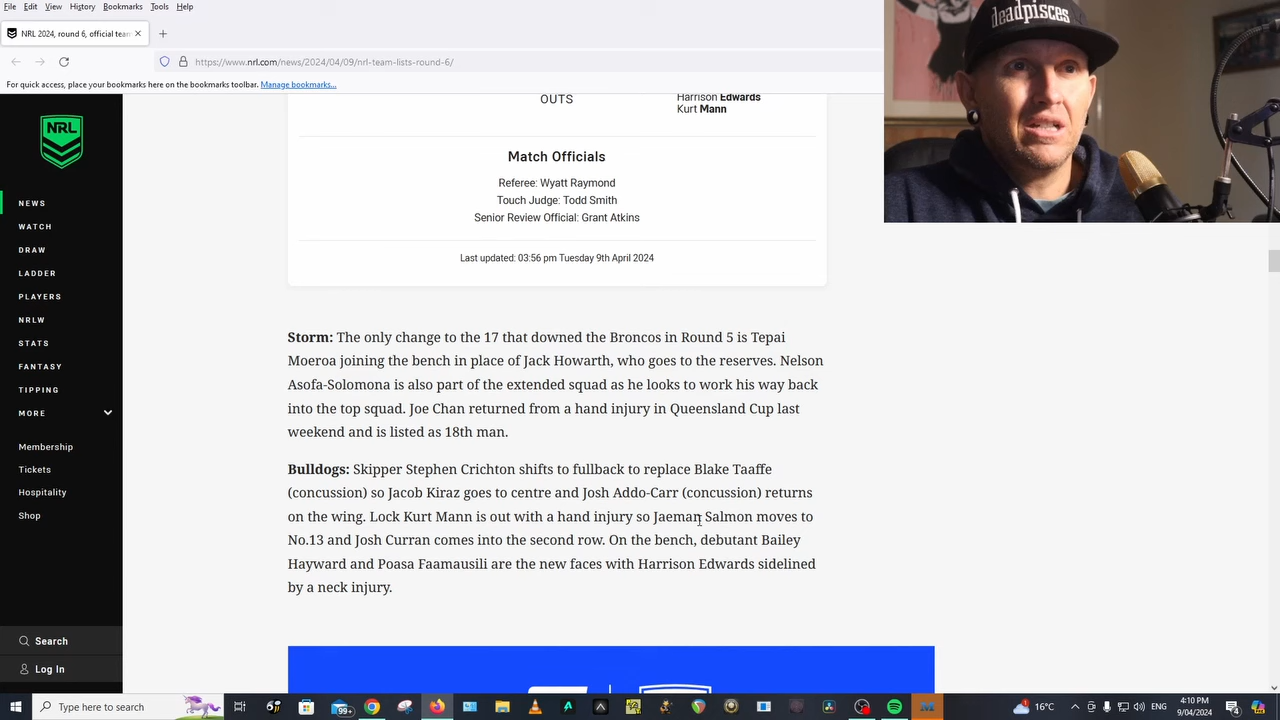 File Edit View History Bookmarks Tools Help
NRL 2024, round 6, official tean
https://www.nrl.com/news/2024/04/09/nrl-team-lists-round-6/
For quick access, place your bookmarks here on the bookmarks toolbar. Manage bookmarks...
deadpisces
NRL
NEWS
WATCH
DRAW
LADDER
PLAYERS
NRLW
STATS
FANTASY
TIPPING
MORE
Membership
Tickets
Hospitality
Shop
Search
Log In
OUTS
Harrison Edwards
Kurt Mann
Match Officials
Referee: Wyatt Raymond
Touch Judge: Todd Smith
Senior Review Official: Grant Atkins
Last updated: 03:56 pm Tuesday 9th April 2024
Storm: The only change to the 17 that downed the Broncos in Round 5 is Tepai
Moeroa joining the bench in place of Jack Howarth, who goes to the reserves. Nelson
Asofa-Solomona is also part of the extended squad as he looks to work his way back
into the top squad. Joe Chan returned from a hand injury in Queensland Cup last
weekend and is listed as 18th man.
Bulldogs: Skipper Stephen Crichton shifts to fullback to replace Blake Taaffe
(concussion) so Jacob Kiraz goes to centre and Josh Addo-Carr (concussion) returns
on the wing. Lock Kurt Mann is out with a hand injury so Jaeman Salmon moves to
No.13 and Josh Curran comes into the second row. On the bench, debutant Bailey
Hayward and Poasa Faamausili are the new faces with Harrison Edwards sidelined
by a neck injury.
Type here to search
99+
16°C
ENG
4:10 PM
9/04/2024
4